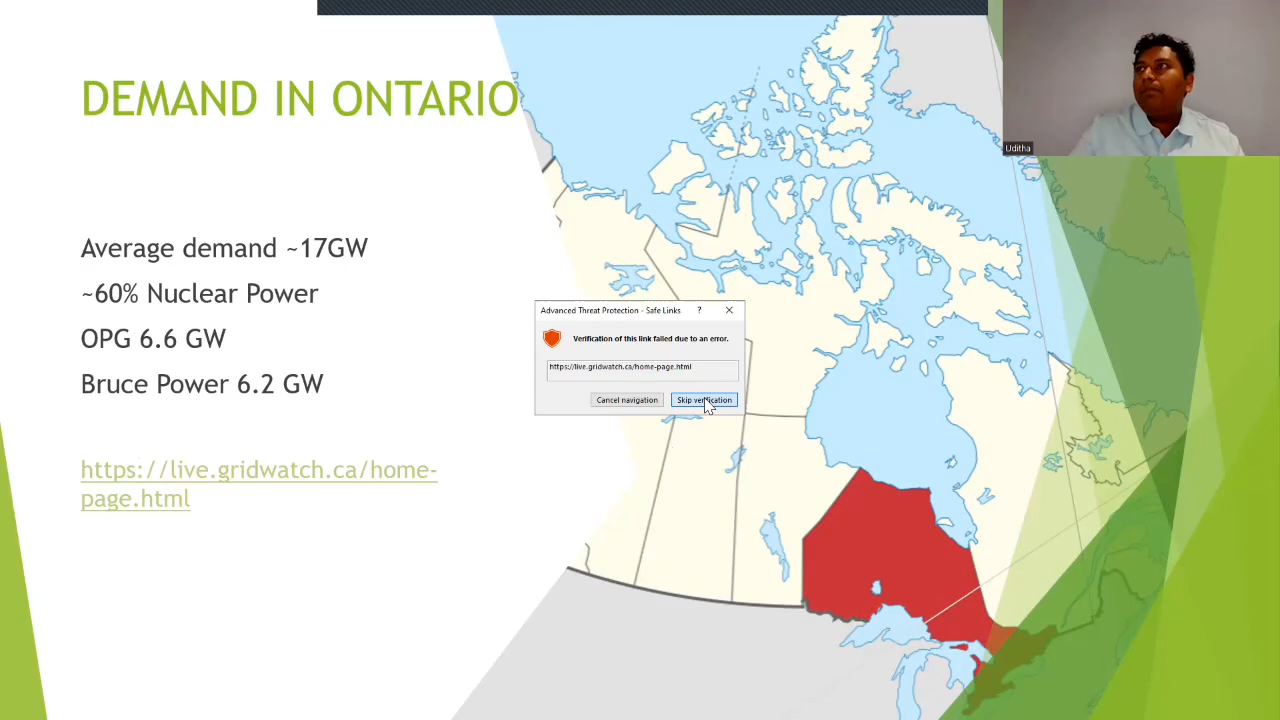 DEMAND IN ONTARIO
Uditha
Average demand ~17GW
~60% Nuclear Power
OPG 6.6 GW
Bruce Power 6.2 GW
https://live.gridwatch.ca/home-
page.html
Advanced Threat Protection - Safe Links ?
Verification of this link failed due to an error.
https://live.gridwatch.ca/home-page.html
Cancel navigation Skip verification